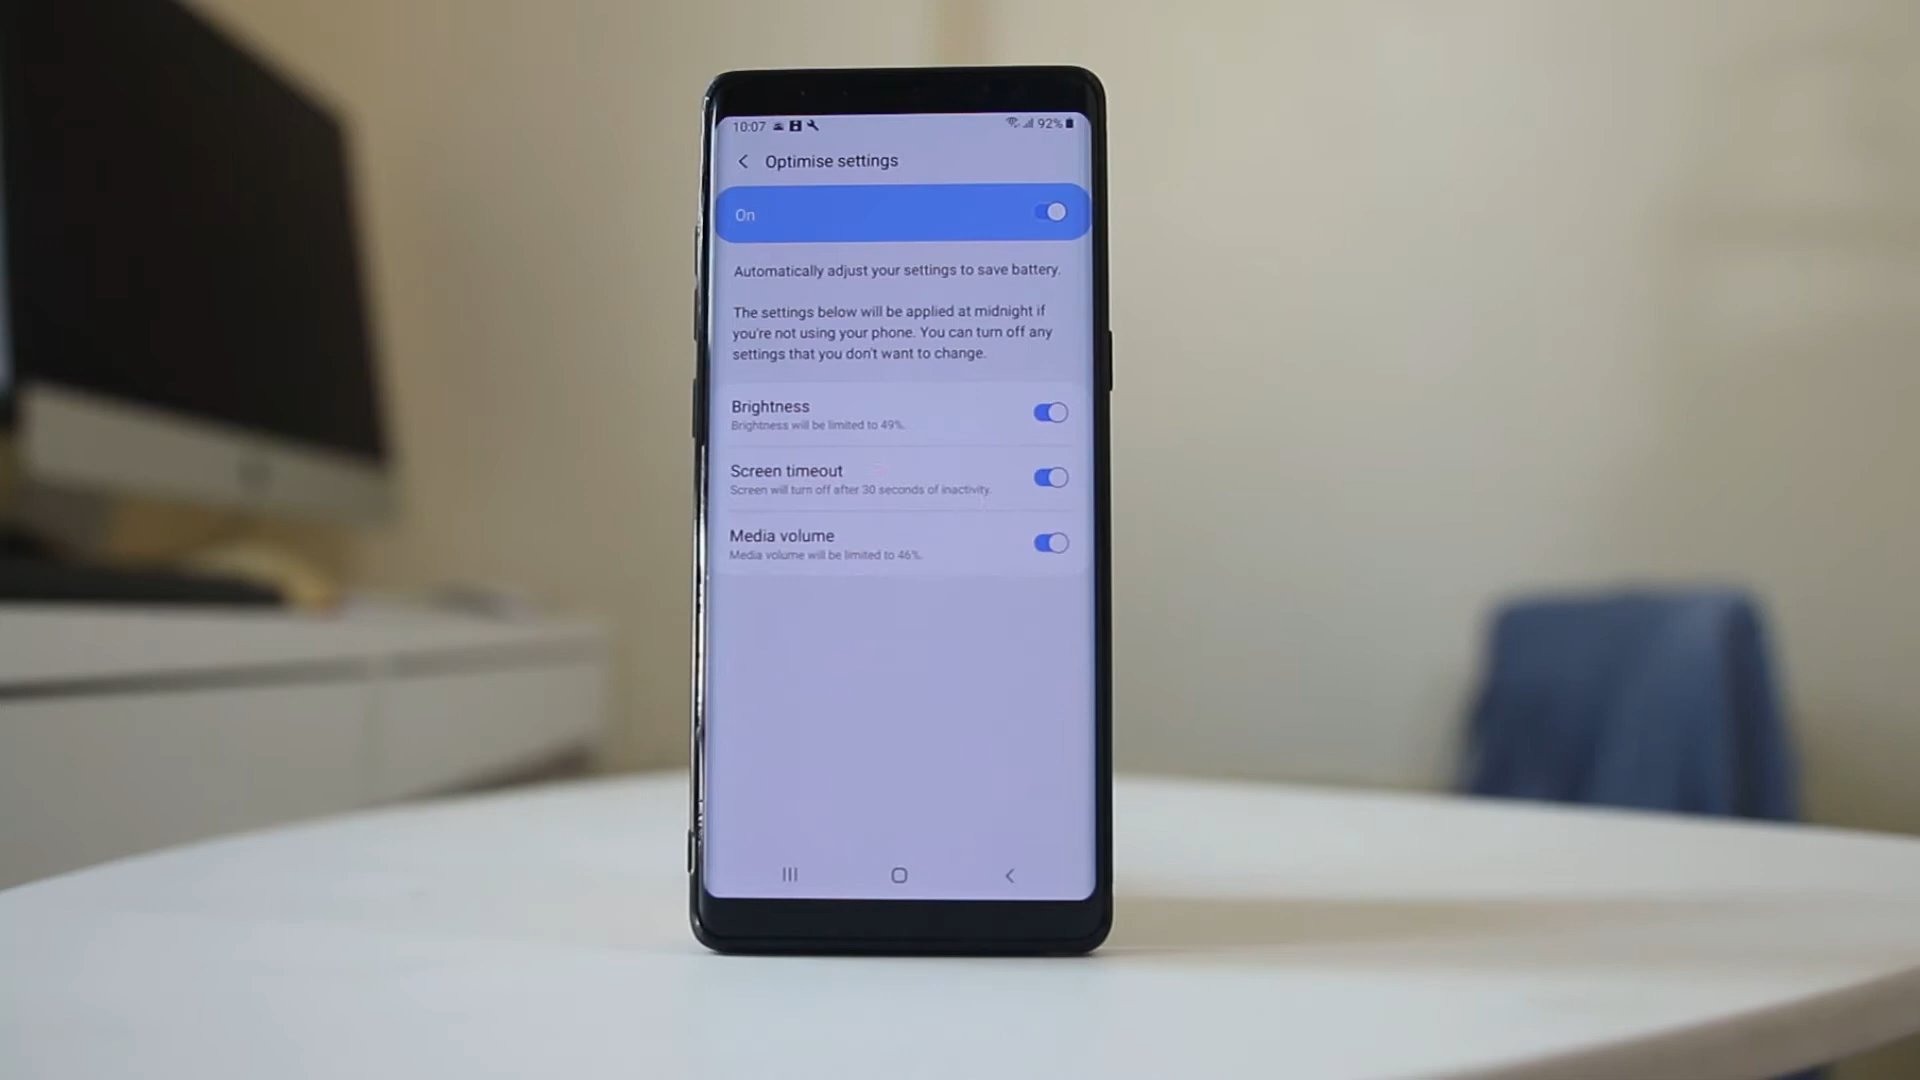 10:07
92%
Optimise settings
On
Automatically adjust your settings to save battery.
The settings below will be applied at midnight if
you're not using your phone. You can turn off any
settings that you don't want to change.
Brightness
Brightness will be limited to 49%.
Screen timeout
Screen will turn off after 30 seconds of inactivity.
Media volume
Media volume will be limited to 46%.